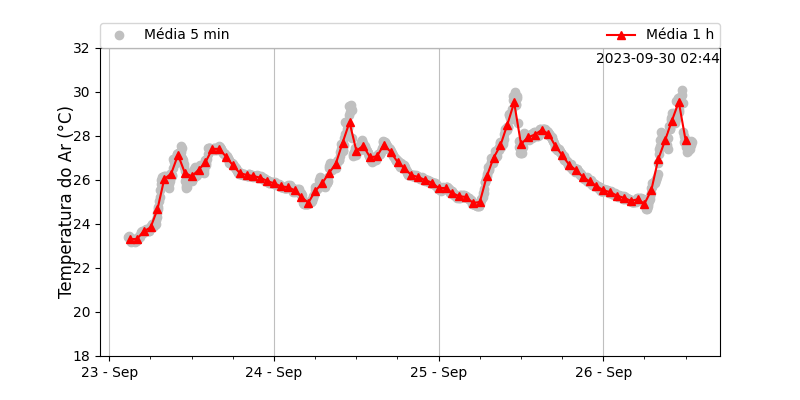 Média 5 min
Média 1 h
2023-09-30 02:44
Temperatura do Ar (°C)
32
30
28
26
24
22
20
18
23 - Sep
24 - Sep
25 - Sep
26 - Sep